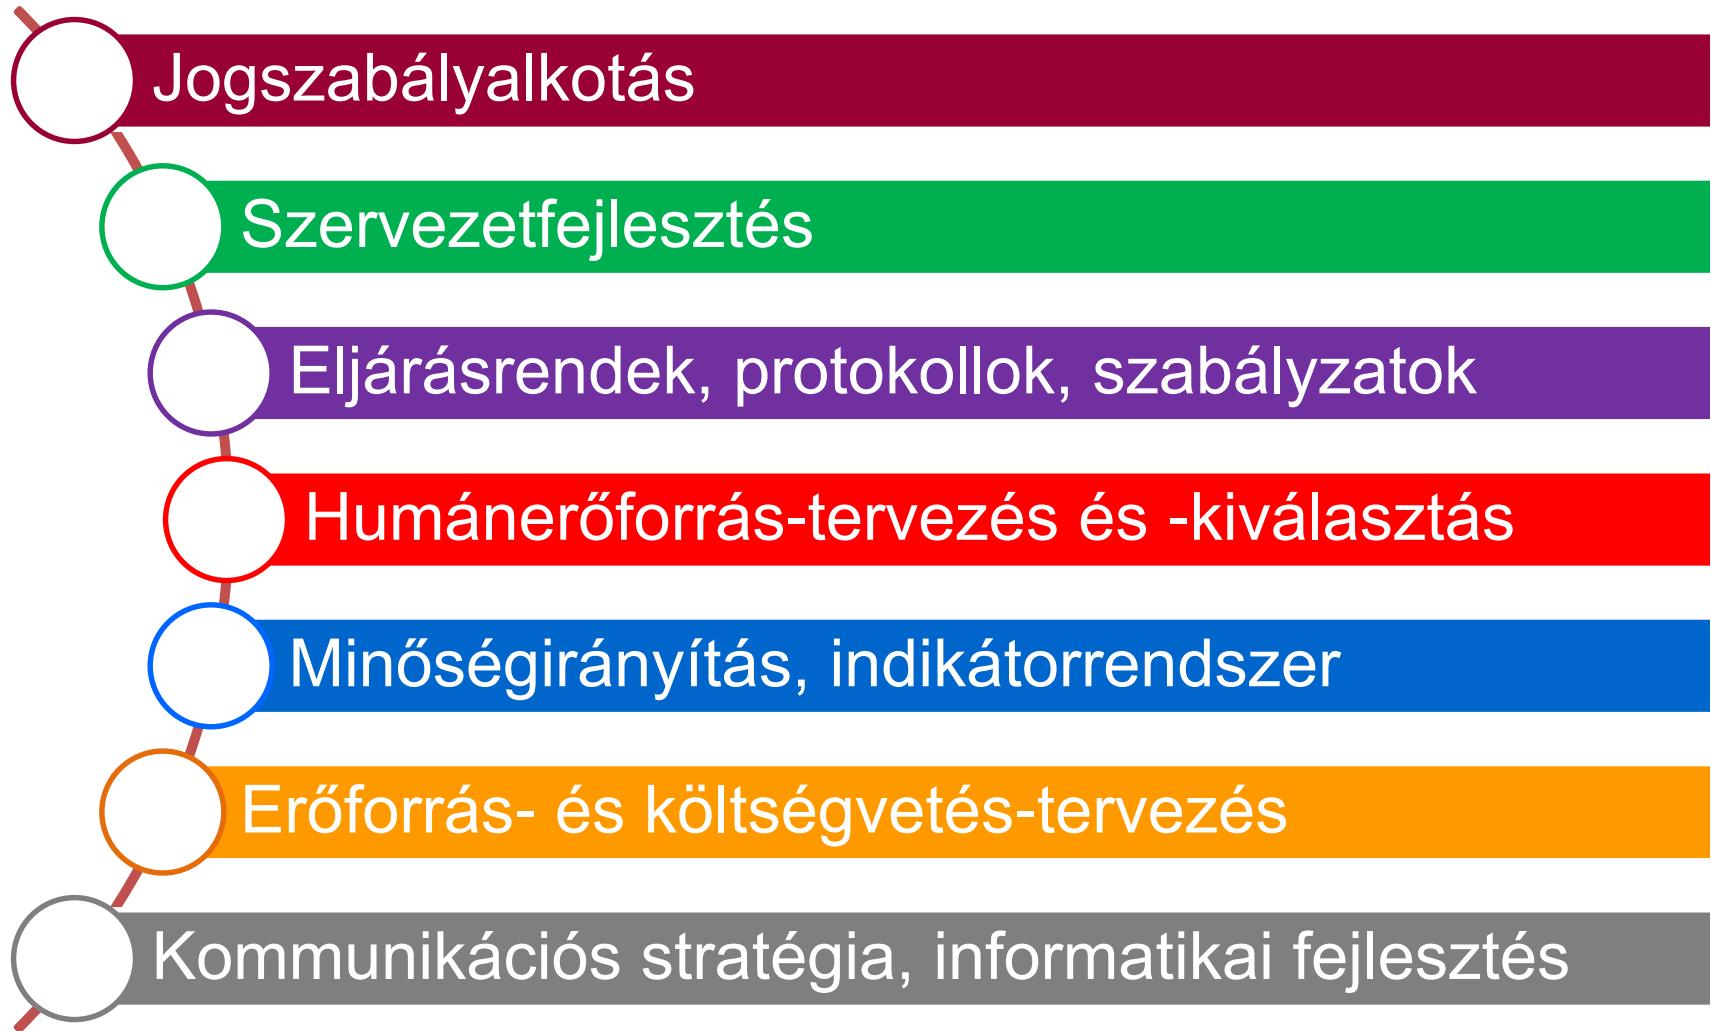 Jogszabályalkotás
Szervezetfejlesztés
Eljárásrendek, protokollok, szabályzatok
Humánerőforrás-tervezés és -kiválasztás
Minőségirányítás, indikátorrendszer
Erőforrás- és költségvetés-tervezés
Kommunikációs stratégia, informatikai fejlesztés